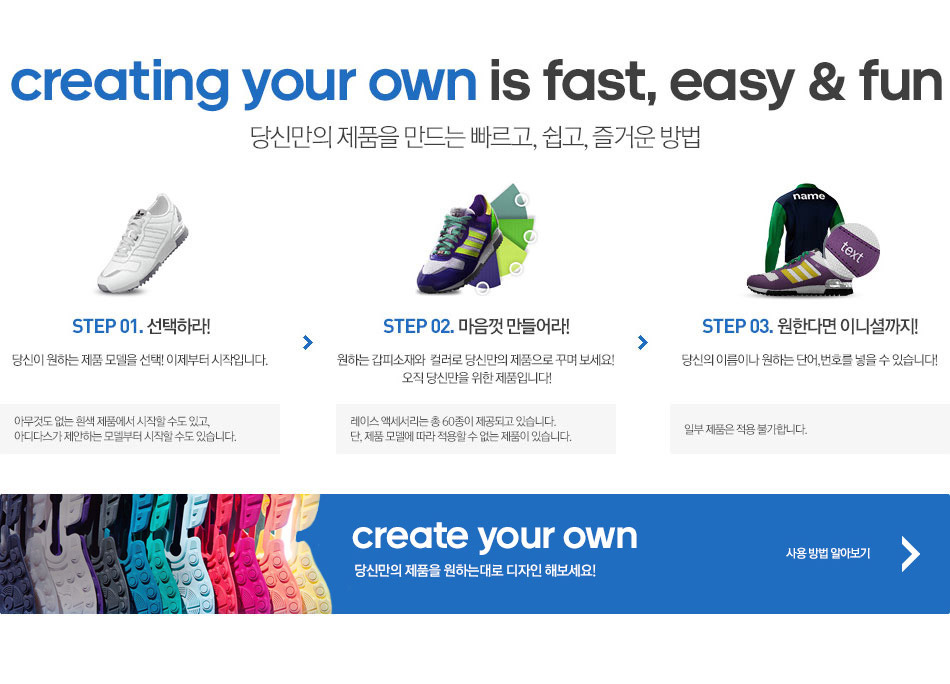 creating your own is fast, easy & fun
당신만의 제품을 만드는 빠르고, 쉽고, 즐거운 방법
name
text
STEP 01. 선택하라!
당신이 원하는 제품 모델을 선택! 이제부터 시작입니다.
아무것도 없는 흰색 제품에서 시작할 수도 있고,
아디다스가 제안하는 모델부터 시작할 수도 있습니다.
STEP 02. 마음껏 만들어라!
원하는 갑피소재와 컬러로 당신만의 제품으로 꾸며 보세요!
오직 당신만을 위한 제품입니다!
레이스 액세서리는 총 60종이 제공되고 있습니다.
단, 제품 모델에 따라 적용할 수 없는 제품이 있습니다.
STEP 03. 원한다면 이니셜까지!
당신의 이름이나 원하는 단어,번호를 넣을 수 있습니다!
일부 제품은 적용 불가합니다.
create your own
당신만의 제품을 원하는대로 디자인 해보세요!
사용 방법 알아보기